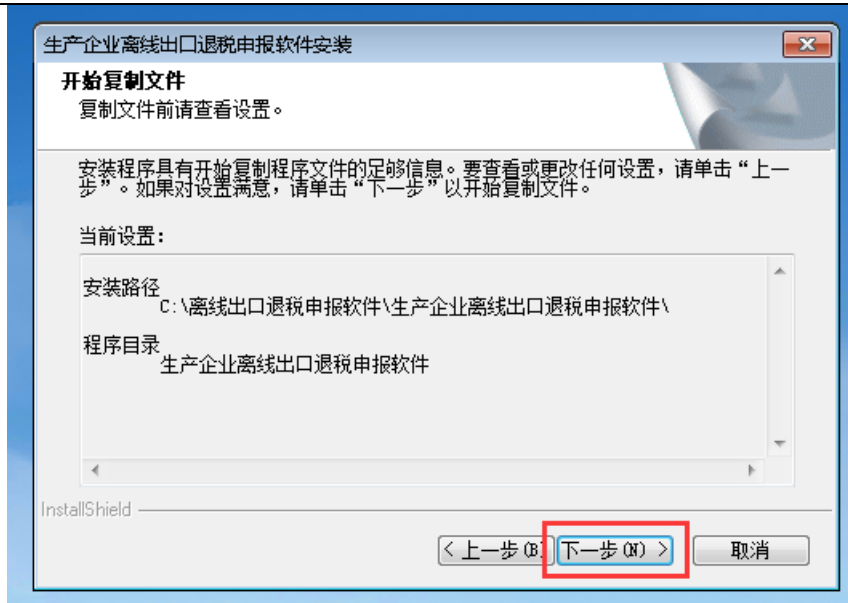 生产企业离线出口退税申报软件安装
开始复制文件
复制文件前请查看设置。
安装程序具有开始复制程序文件的足够信息。要查看或更改任何设置，请单击“上一
步”。如果对设置满意，请单击“下一步”以开始复制文件。
当前设置：
安装路径
C:\离线出口退税申报软件\生产企业离线出口退税申报软件\
程序目录
生产企业离线出口退税申报软件
InstallShield
< 上一步(B) 下一步(N) > 取消